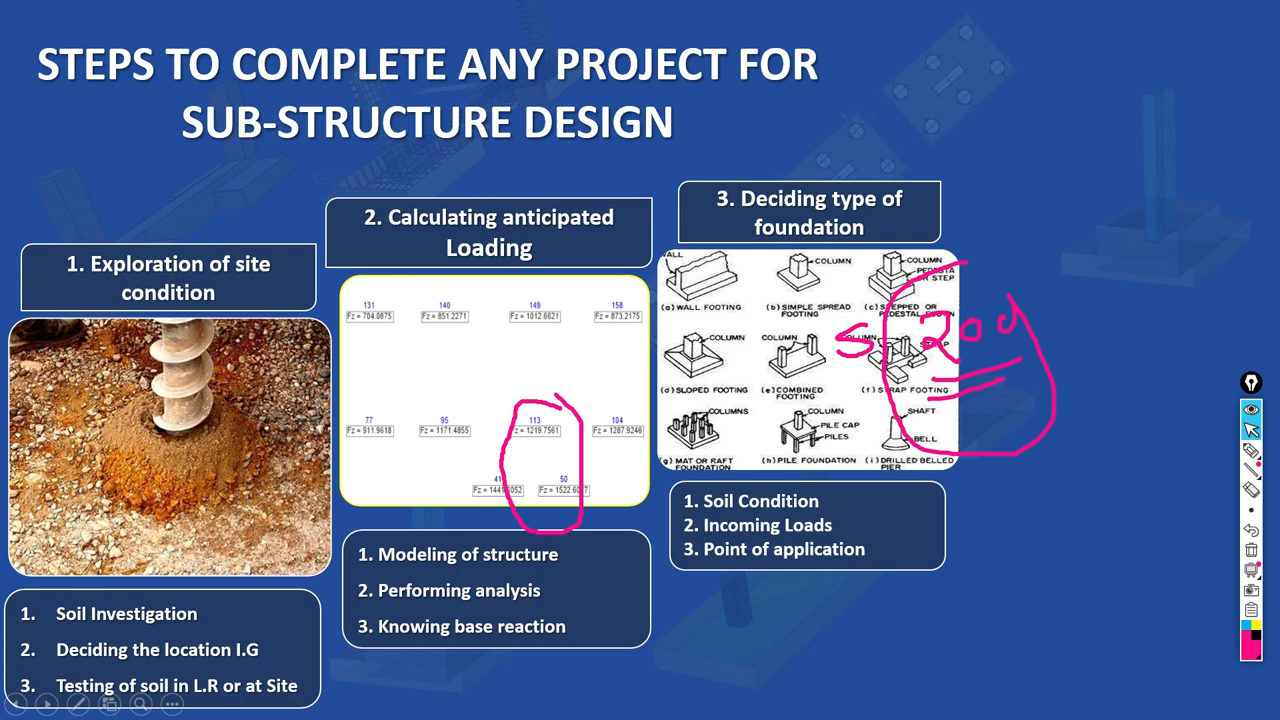 STEPS TO COMPLETE ANY PROJECT FOR
SUB-STRUCTURE DESIGN
1. Exploration of site
condition
1. Soil Investigation
2. Deciding the location I.G
3. Testing of soil in L.R or at Site
2. Calculating anticipated
Loading
131 140 149 158
Fz = 704.0875 Fz = 851.2271 Fz = 1012.6621 Fz = 873.2175
77 95 113 104
Fz = 911.9618 Fz = 1171.4855 Fz = 1219.7561 Fz = 1287.9246
50
1. Modeling of structure
2. Performing analysis
3. Knowing base reaction
3. Deciding type of
foundation
WALL COLUMN COLUMN
(a) WALL FOOTING (b) SIMPLE SPREAD
FOOTING
(c) STEPPED OR
COLUMN
(d) SLOPED FOOTING (e) COMBINED
FOOTING
(f) STRAP FOOTING
COLUMNS COLUMN SHAFT
PILE CAP
PILES BELL
(g) MAT OR RAFT
FOUNDATION
(h) PILE FOUNDATION (i) DRILLED BELLED
PIER
1. Soil Condition
2. Incoming Loads
3. Point of application